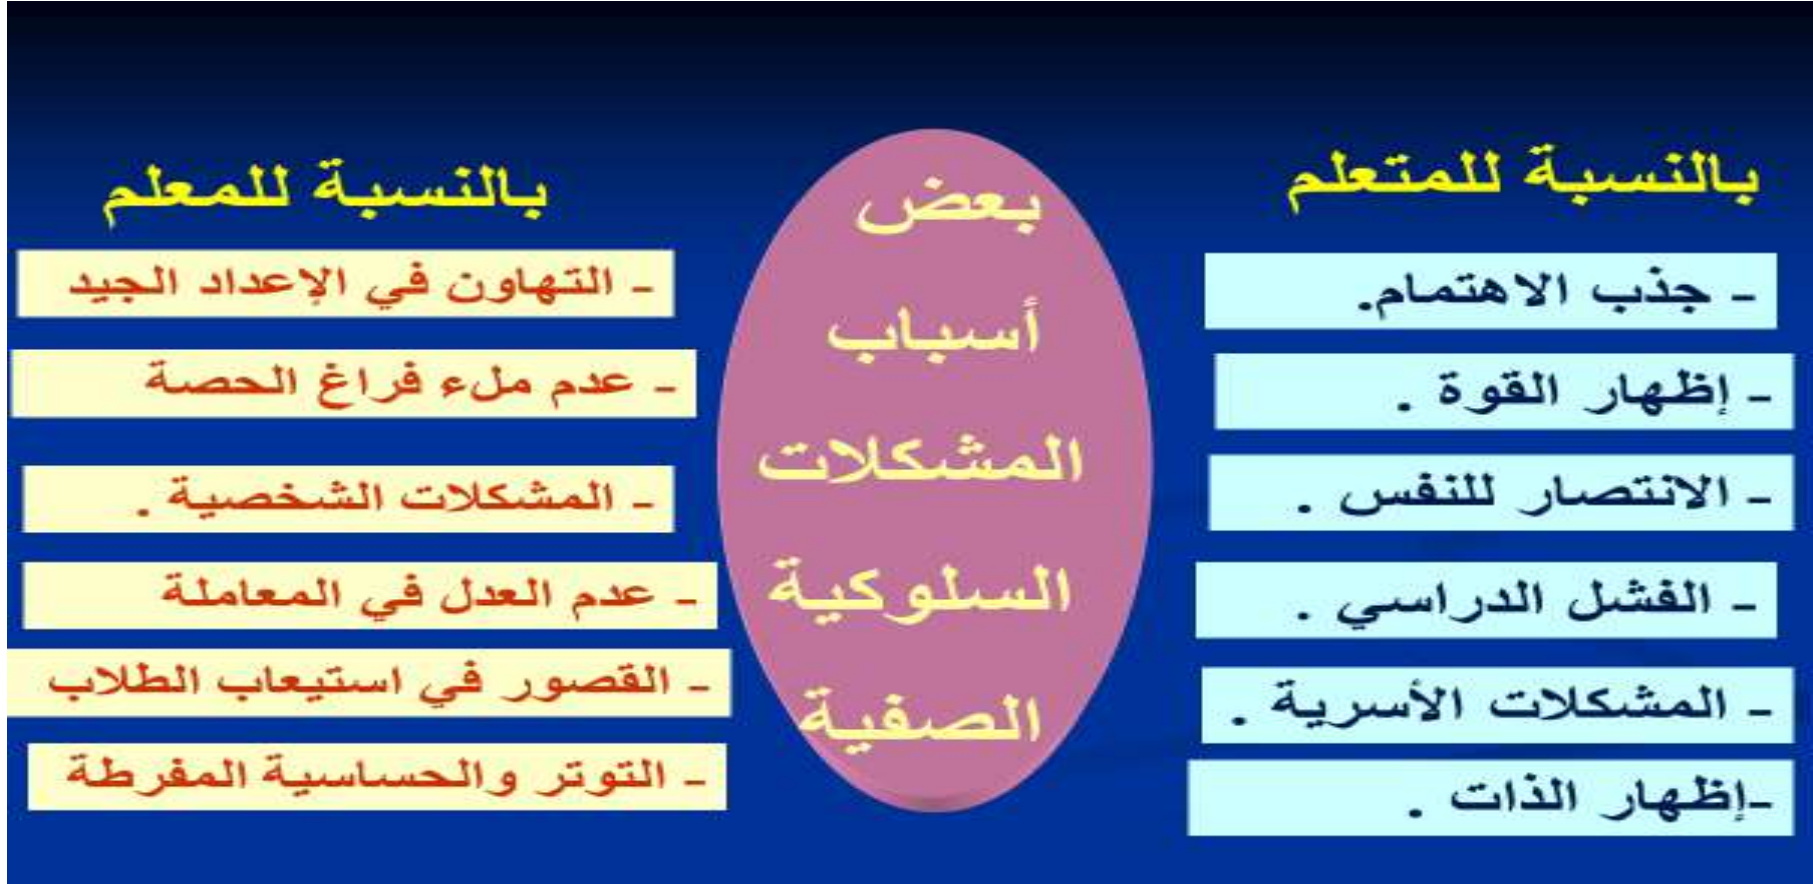 بالنسبة للمتعلم
- جذب الاهتمام.
- إظهار القوة .
- الانتصار للنفس .
- الفشل الدراسي .
- المشكلات الأسرية .
-إظهار الذات .
بعض
أسباب
المشكلات
السلوكية
الصفية
بالنسبة للمعلم
- التهاون في الإعداد الجيد
- عدم ملء فراغ الحصة
- المشكلات الشخصية .
- عدم العدل في المعاملة
- القصور في استيعاب الطلاب
- التوتر والحساسية المفرطة